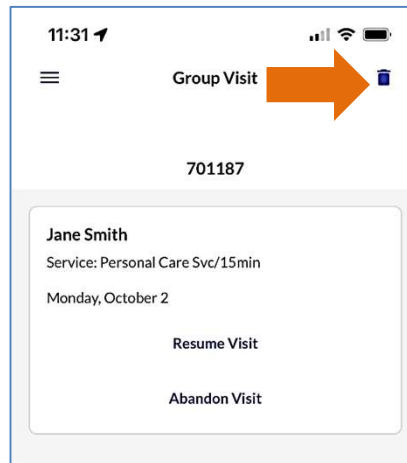 11:31
Group Visit
701187
Jane Smith
Service: Personal Care Svc/15min
Monday, October 2
Resume Visit
Abandon Visit